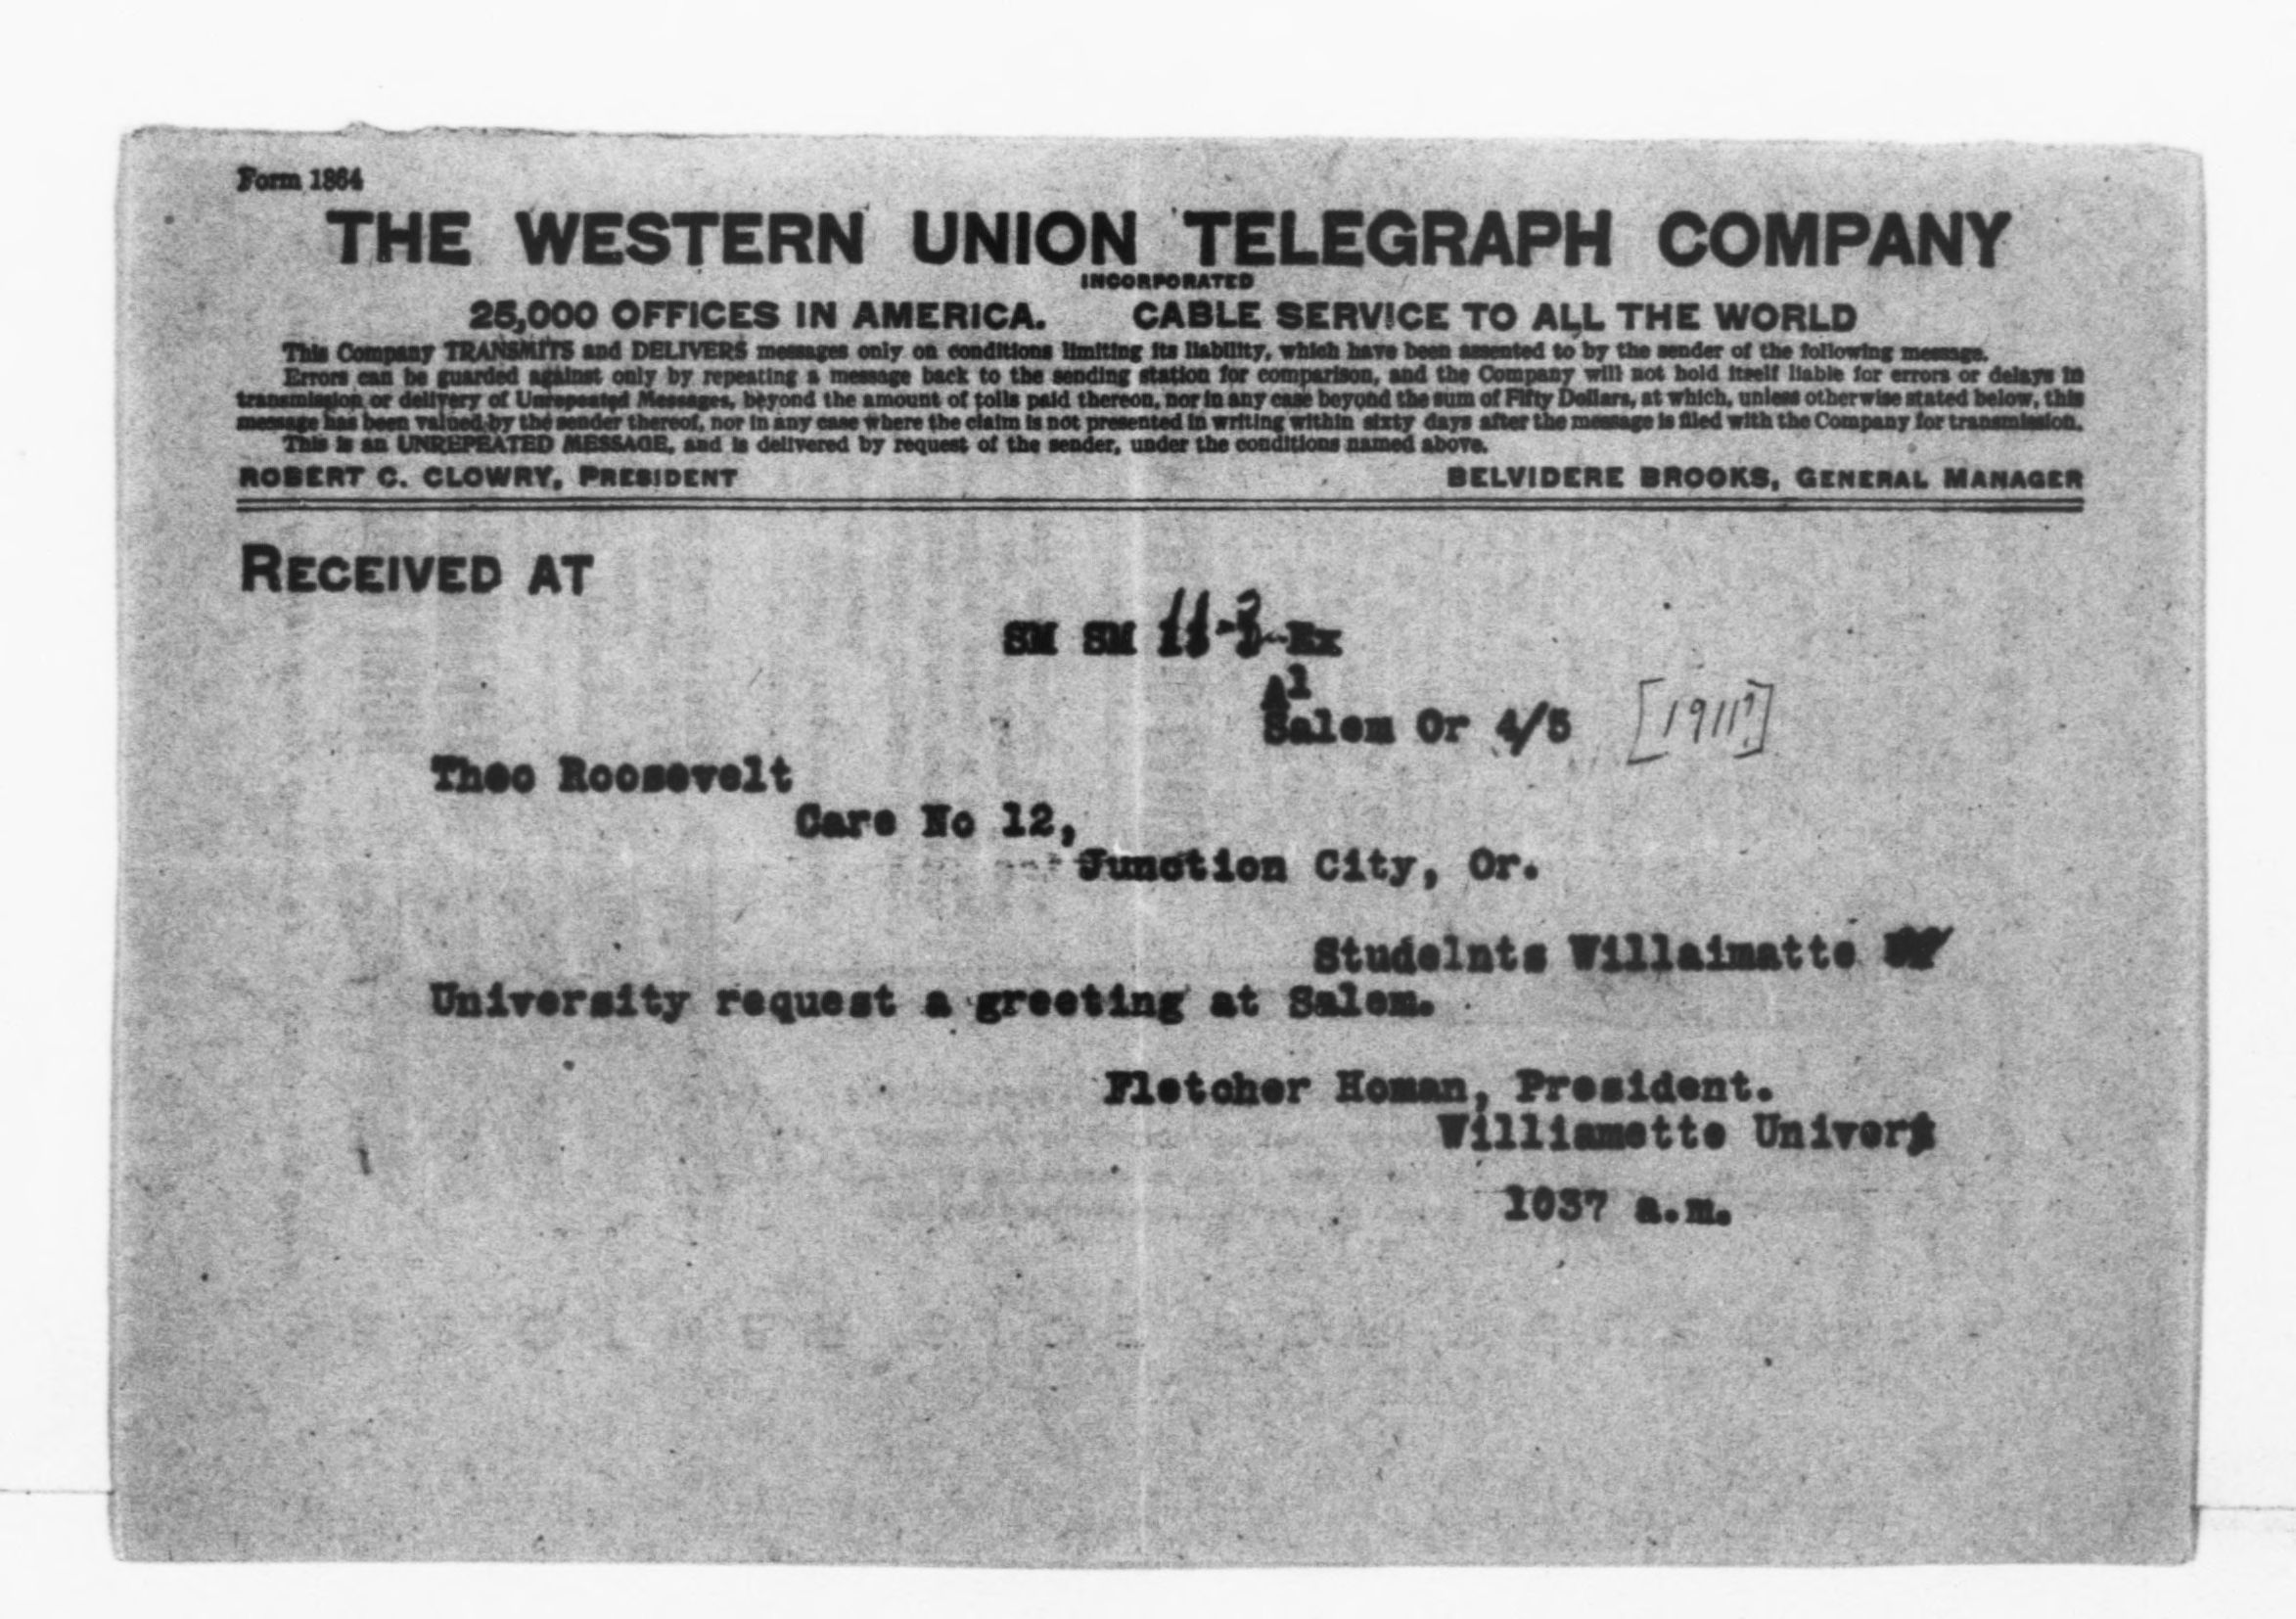 Form 1864
THE WESTERN UNION TELEGRAPH COMPANY
INCORPORATED
25,000 OFFICES IN AMERICA. CABLE SERVICE TO ALL THE WORLD
This Company TRANSMITS and DELIVERS messages only on conditions limiting its liability, which have been assented to by the sender of the following message.
Errors can be guarded against only by repeating a message back to the sending station for comparison, and the Company will not hold itself liable for errors or delays in
transmission or delivery of Unrepeated Messages, beyond the amount of tolls paid thereon, nor in any case beyond the sum of Fifty Dollars, at which, unless otherwise stated below, this
message has been valued by the sender thereof, nor in any case where the claim is not presented in writing within sixty days after the message is filed with the Company for transmission.
This is an UNREPEATED MESSAGE, and is delivered by request of the sender, under the conditions named above.
ROBERT C. CLOWRY, PRESIDENT BELVIDERE BROOKS, GENERAL MANAGER
RECEIVED AT
SM SM 11 Ex
A1
Salem Or 4/5 [1911?]
Theo Roosevelt
Care No 12,
Junction City, Or.
Studelnts Willaimatte
University request a greeting at Salem.
Fletcher Homan, President.
Williamette Univers
1037 a.m.